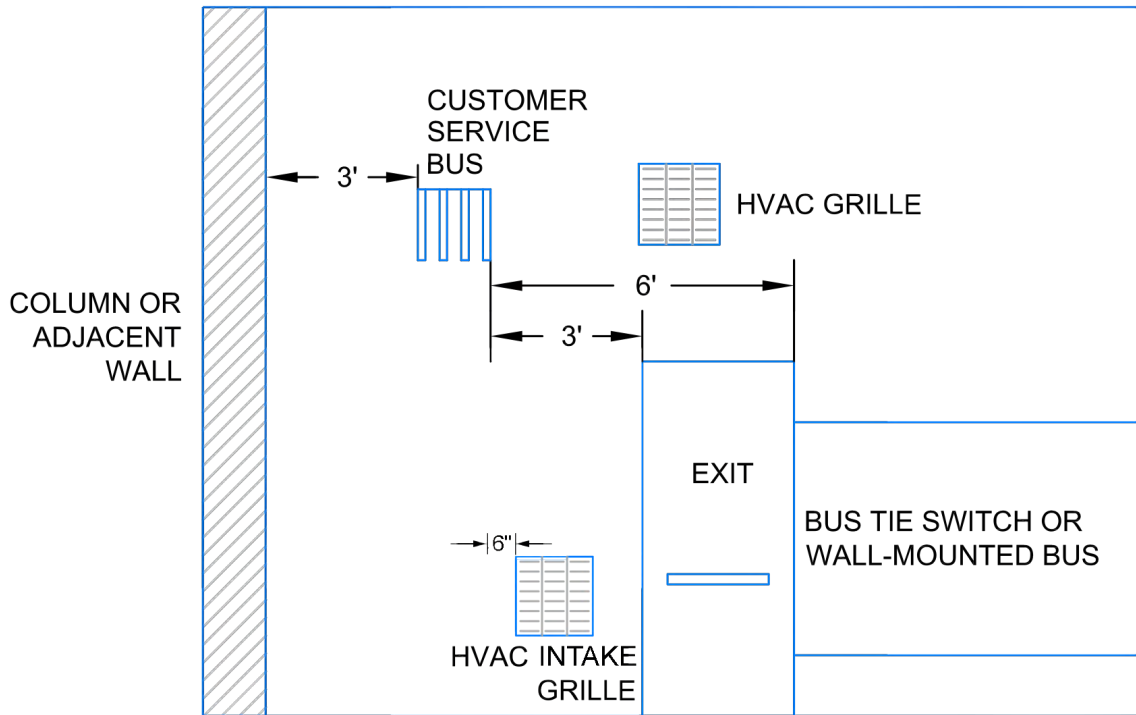 CUSTOMER
SERVICE
BUS
3'
HVAC GRILLE
6'
3'
COLUMN OR
ADJACENT
WALL
EXIT
BUS TIE SWITCH OR
WALL-MOUNTED BUS
6"
HVAC INTAKE
GRILLE